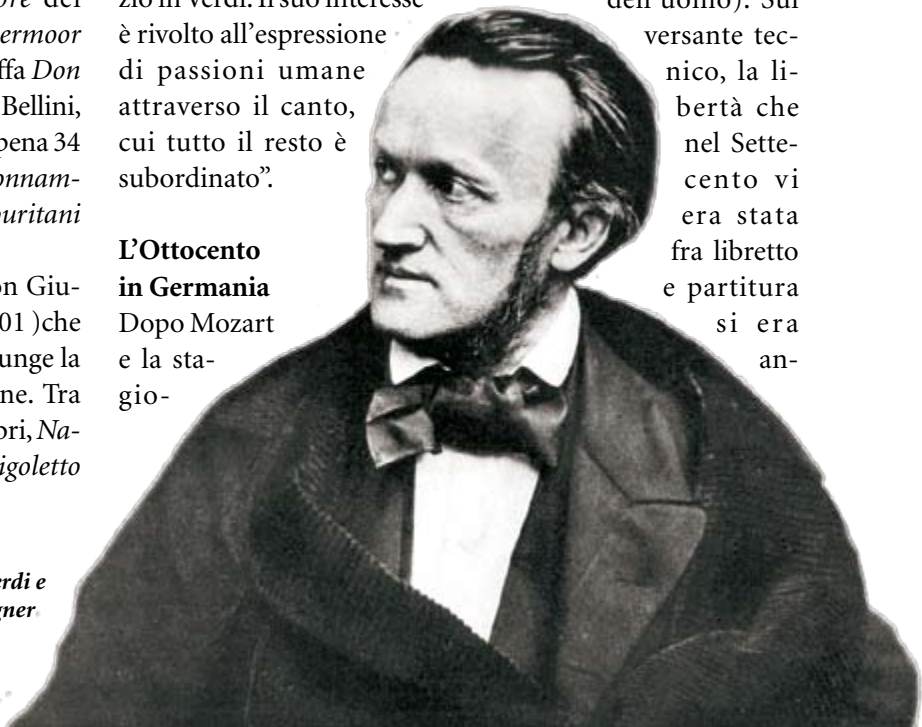 ermoor
ffa Don
Bellini,
pena 34
onnam-
puritani
on Giu-
01 )che
unge la
ne. Tra
bri, Na-
igoletto
erdi e
gner
zio in Verdi. Il suo interesse
è rivolto all'espressione
di passioni umane
attraverso il canto,
cui tutto il resto è
subordinato”.
L'Ottocento
in Germania
Dopo Mozart
e la sta-
gio-
dell'uomo). Sul
versante tec-
nico, la li-
bertà che
nel Sette-
cento vi
era stata
fra libretto
e partitura
si era
an-